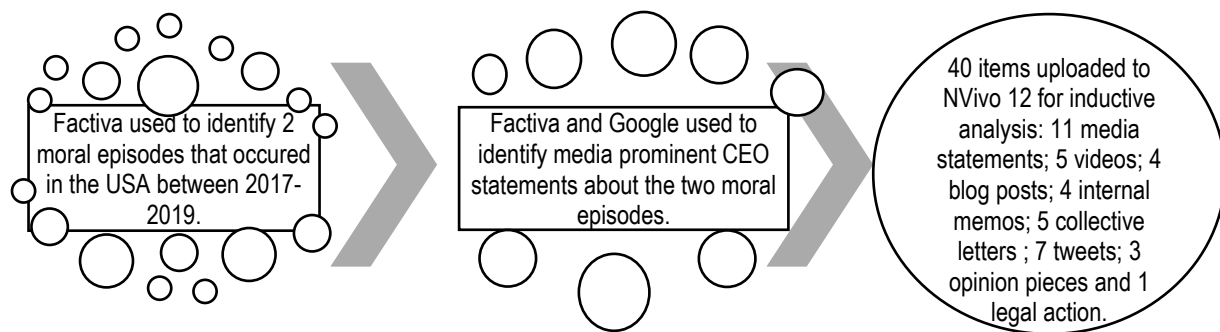 Factiva used to identify 2
moral episodes that occured
in the USA between 2017-
2019.
Factiva and Google used to
identify media prominent CEO
statements about the two moral
episodes.
40 items uploaded to
NVivo 12 for inductive
analysis: 11 media
statements; 5 videos; 4
blog posts; 4 internal
memos; 5 collective
letters ; 7 tweets; 3
opinion pieces and 1
legal action.